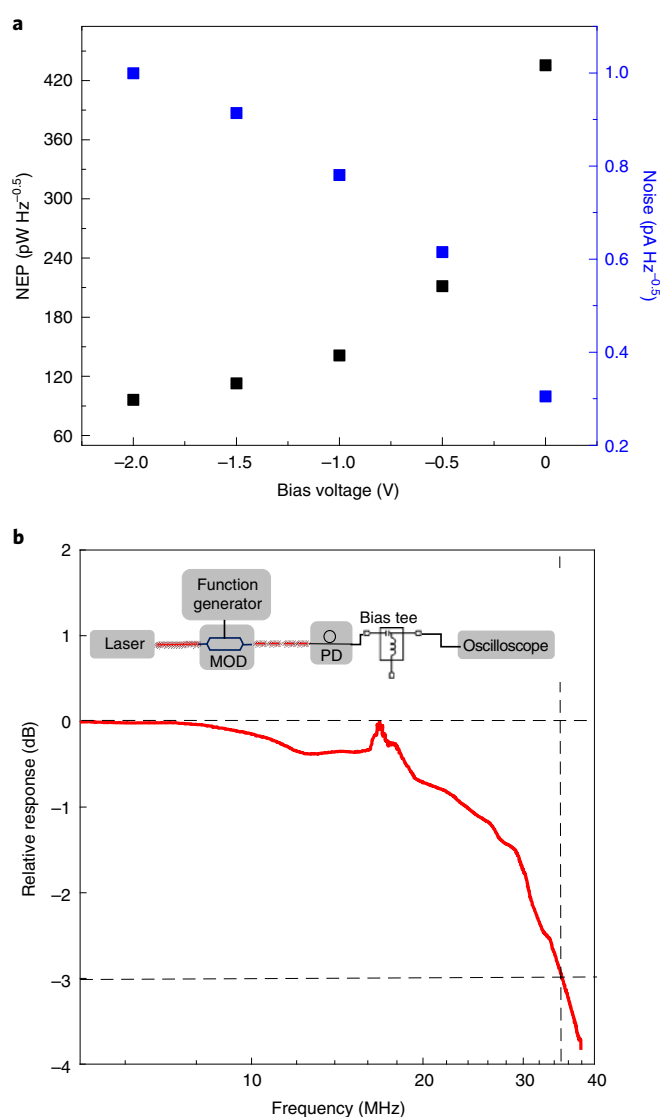 a
420
360
300
240
180
120
60
NEP (pW Hz⁻⁰·⁵)
1.0
0.8
0.6
0.4
0.2
Noise (pA Hz⁻⁰·⁵)
–2.0 –1.5 –1.0 –0.5 0
Bias voltage (V)
b
2
1
0
–1
–2
–3
–4
Relative response (dB)
Function
generator
Laser
MOD
PD
Bias tee
Oscilloscope
10 20 30 40
Frequency (MHz)